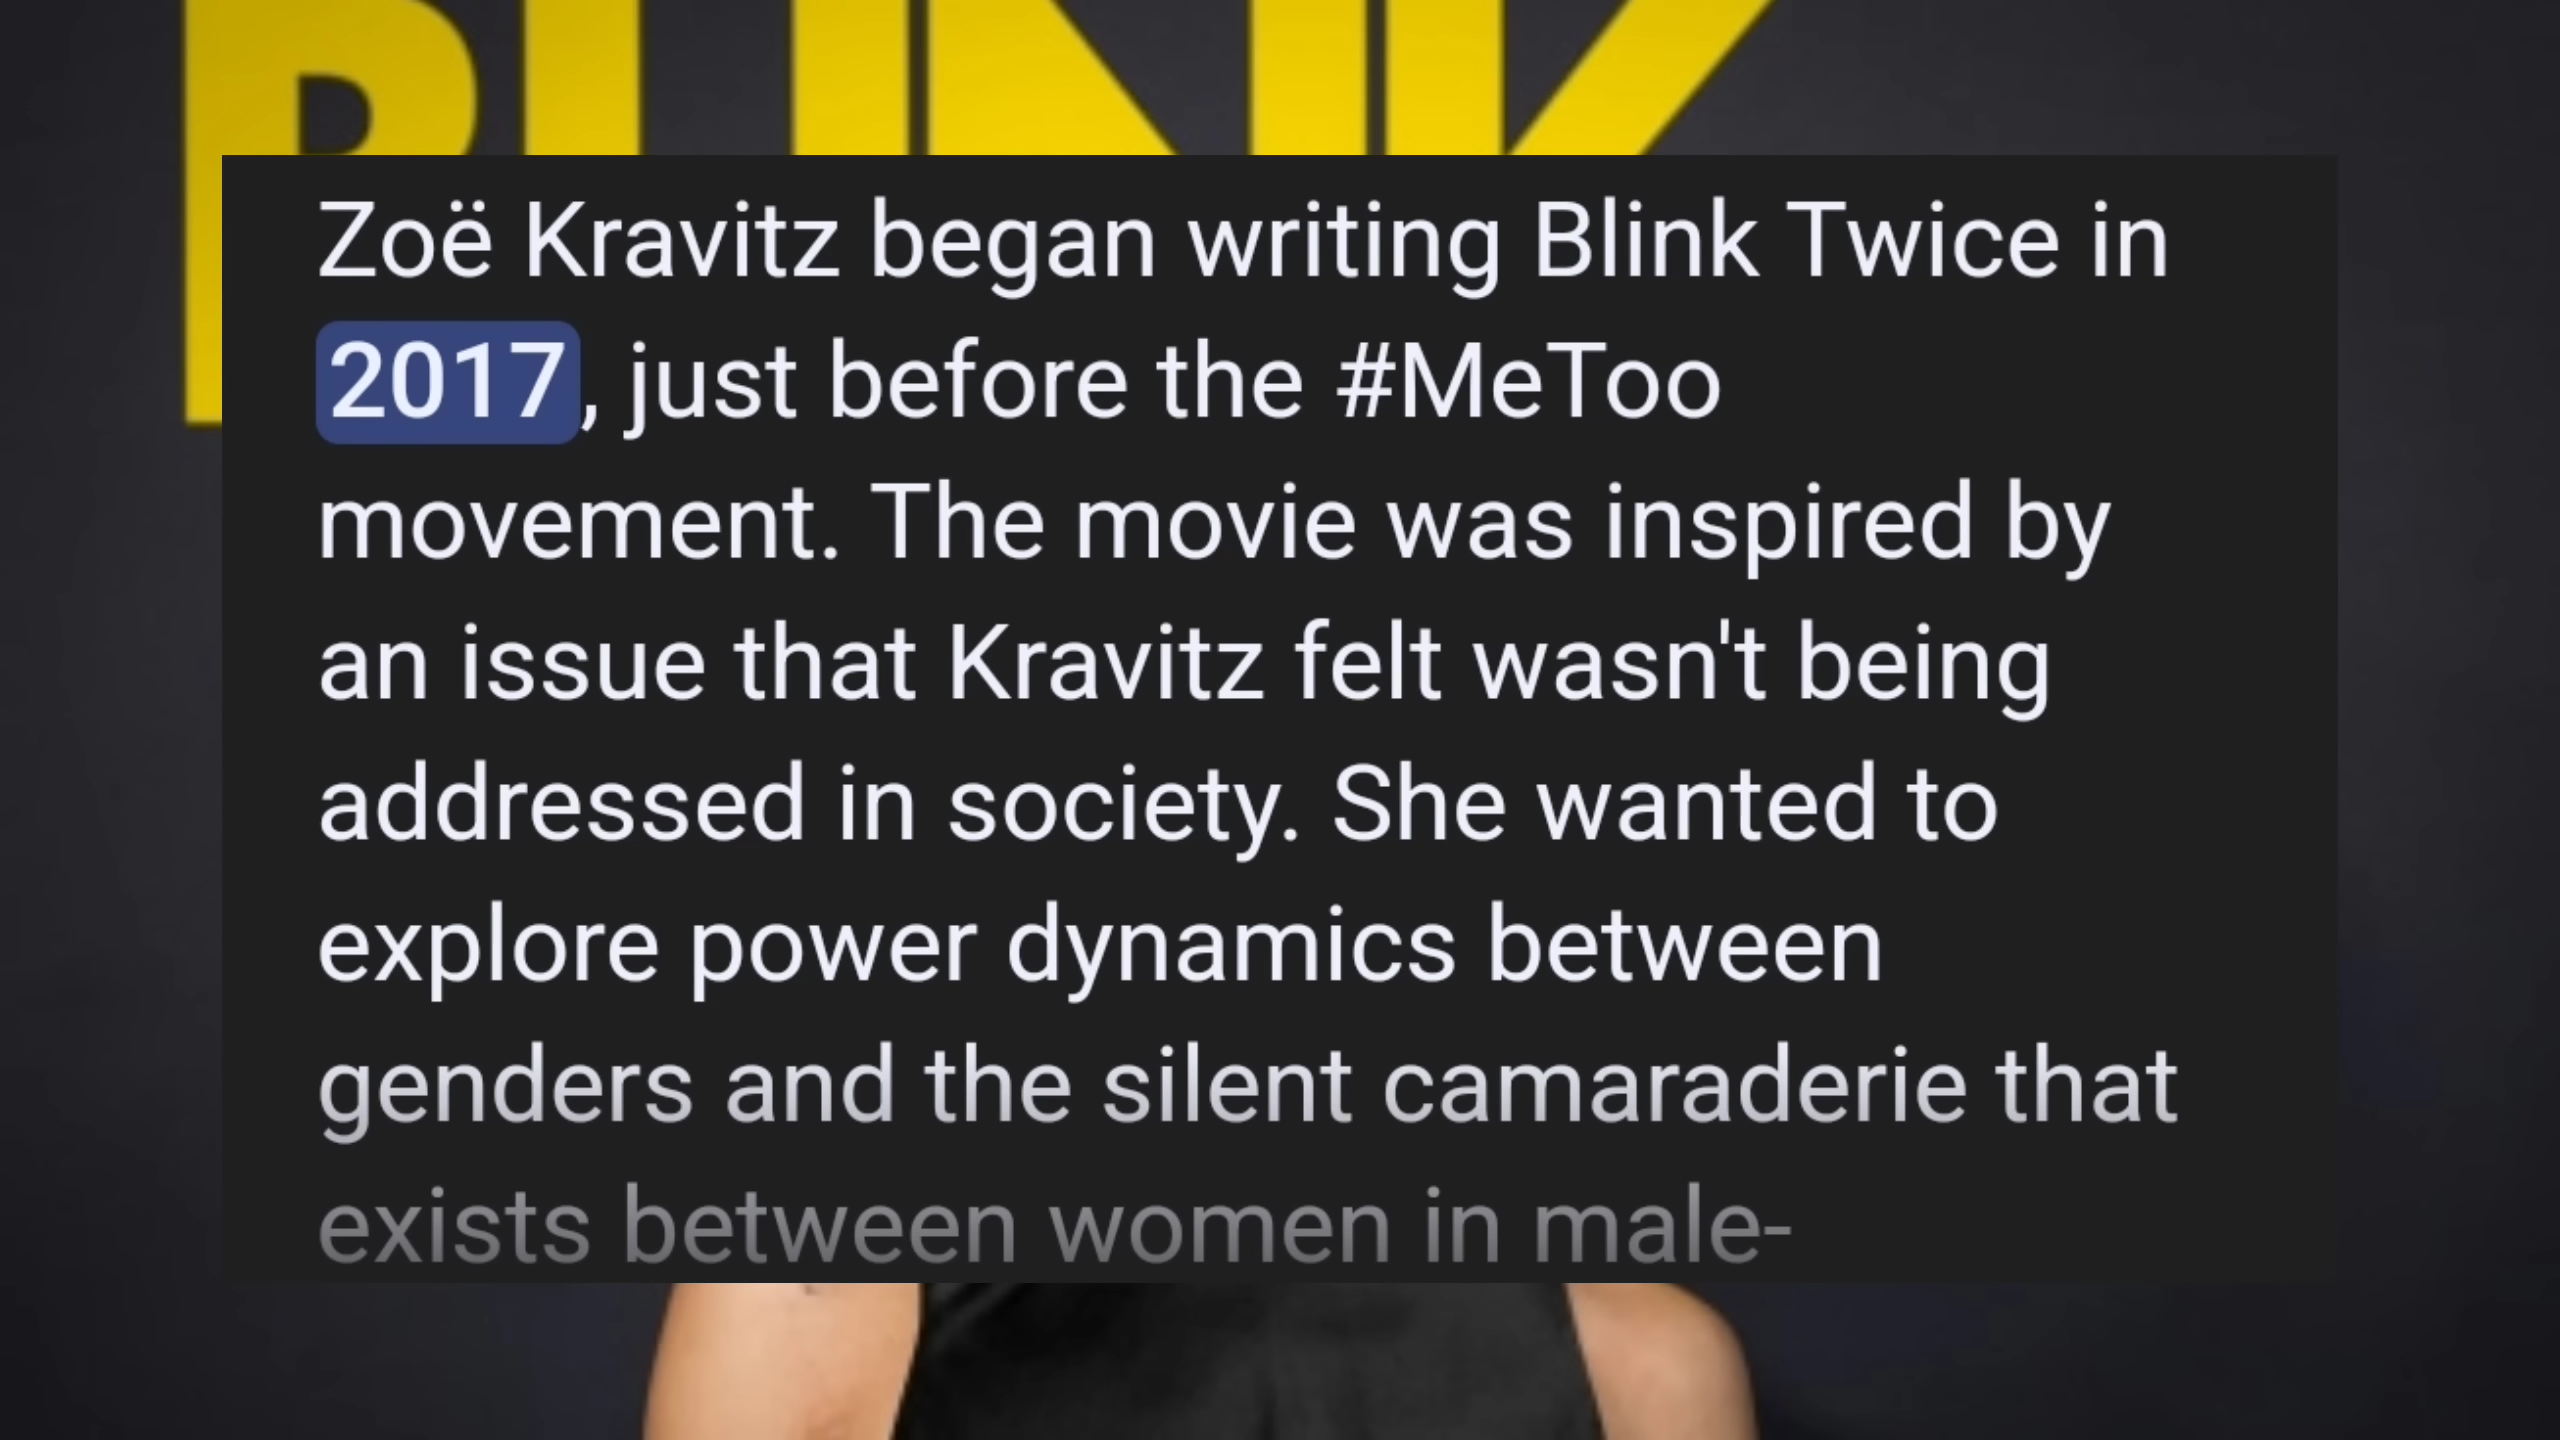 BLINK
Zoë Kravitz began writing Blink Twice in
2017, just before the #MeToo
movement. The movie was inspired by
an issue that Kravitz felt wasn't being
addressed in society. She wanted to
explore power dynamics between
genders and the silent camaraderie that
exists between women in male-